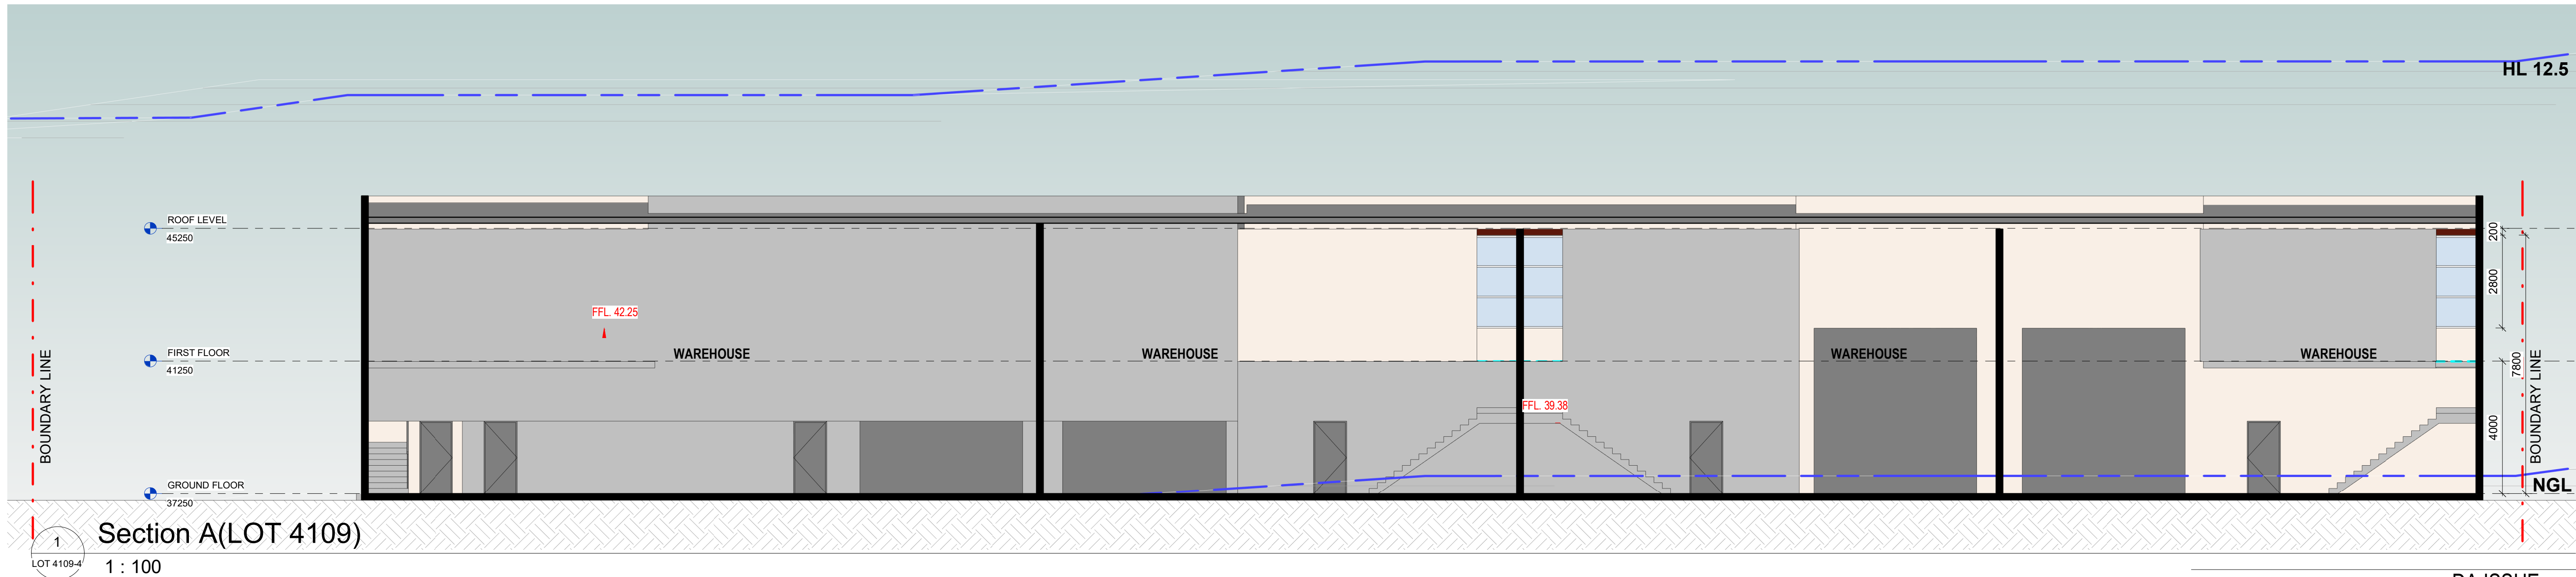 HL 12.5
ROOF LEVEL
45250
200
FFL. 42.25
2800
BOUNDARY LINE
FIRST FLOOR
41250
WAREHOUSE
WAREHOUSE
WAREHOUSE
WAREHOUSE
7800
BOUNDARY LINE
FFL. 39.38
4000
GROUND FLOOR
37250
NGL
1
LOT 4109-4
Section A(LOT 4109)
1 : 100